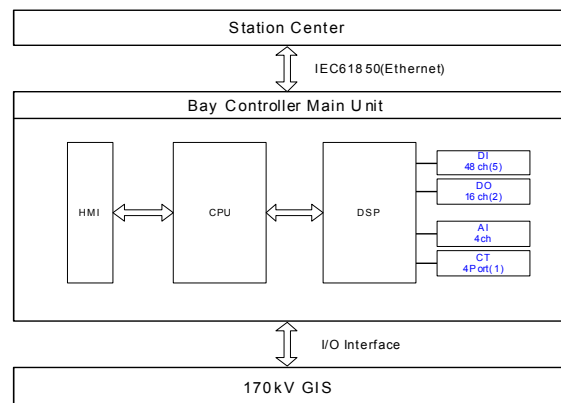 Station Center
IEC61850(Ethernet)
Bay Controller Main Unit
HMI
CPU
DSP
DI
48 ch(5)
DO
16 ch(2)
AI
4ch
CT
4Port(1)
I/O Interface
170kV GIS